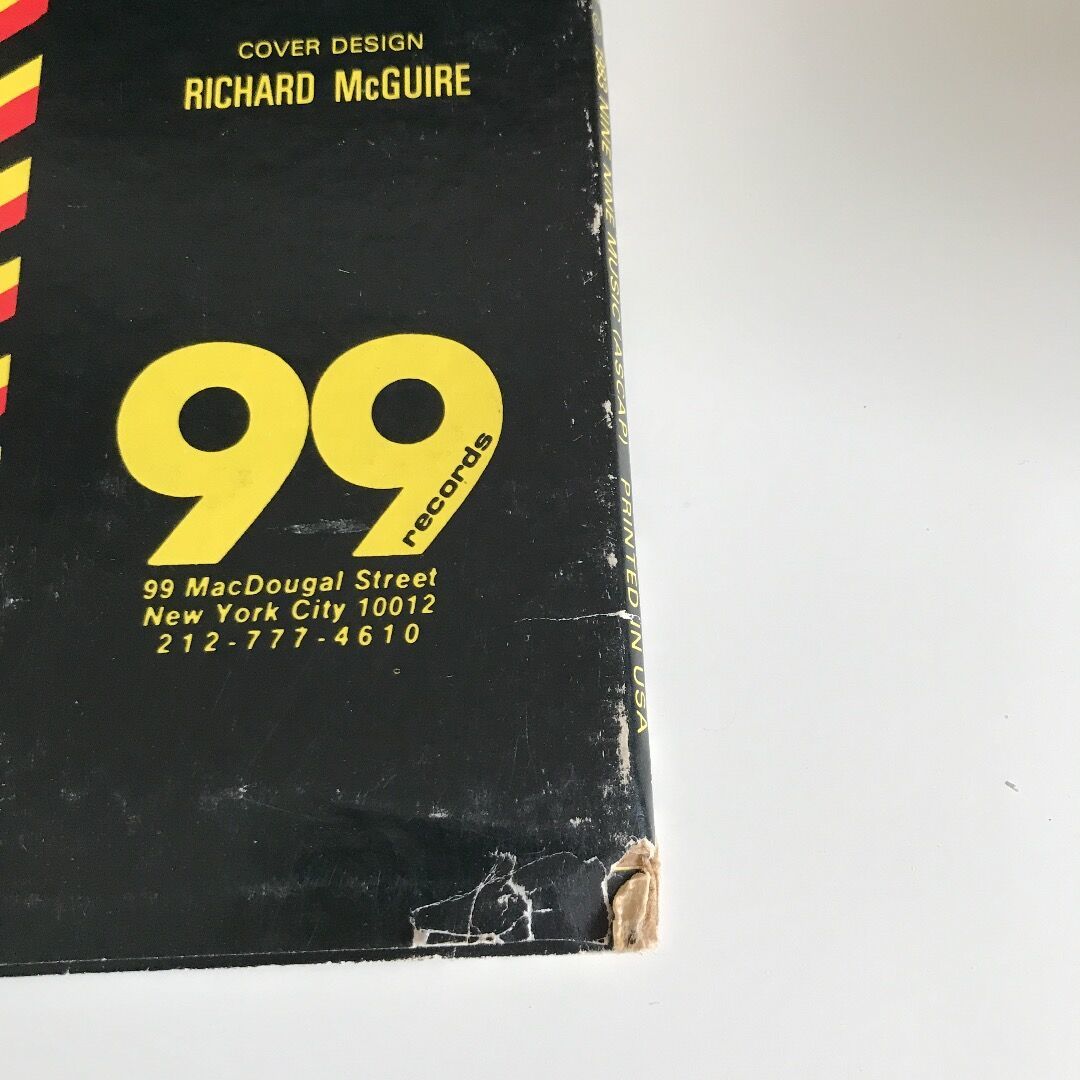 COVER DESIGN
RICHARD McGUIRE
99
records
99 MacDougal Street
New York City 10012
212-777-4610
NINE NINE MUSIC (ASCAP) PRINTED IN USA